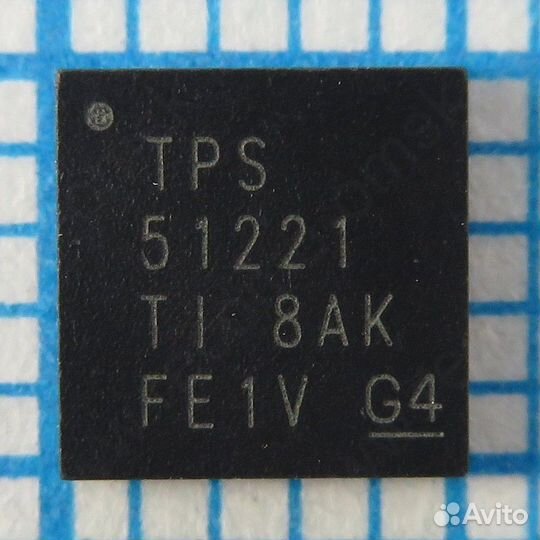 TPS
51221
TI 8AK
FE1V G4
Avito